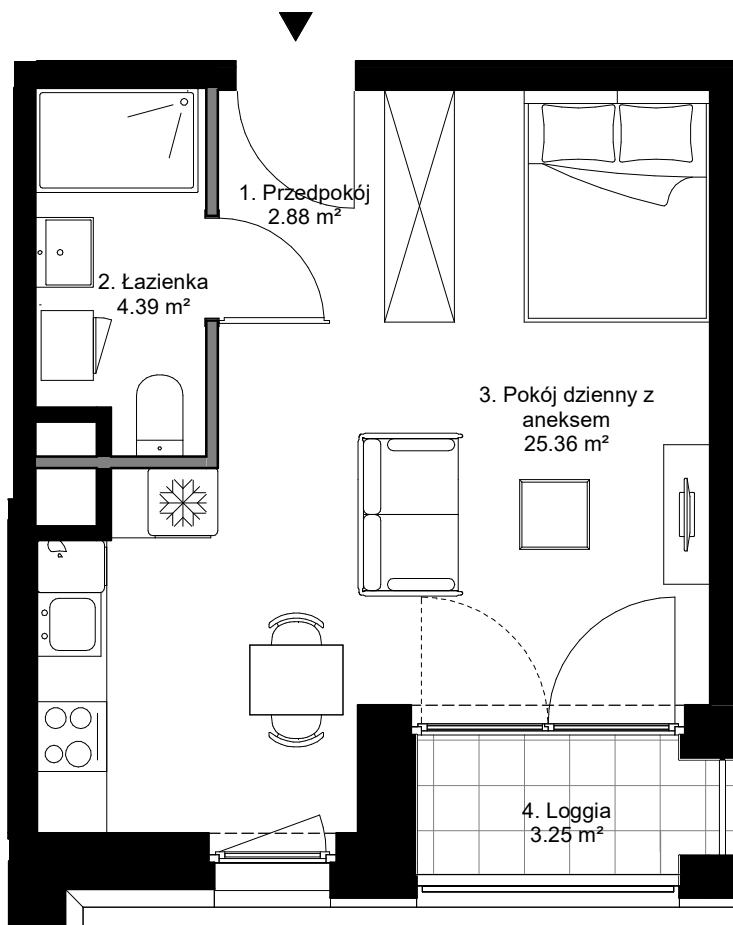 1. Przedpokój
2.88 m²
2. Łazienka
4.39 m²
3. Pokój dzienny z
aneksem
25.36 m²
4. Loggia
3.25 m²